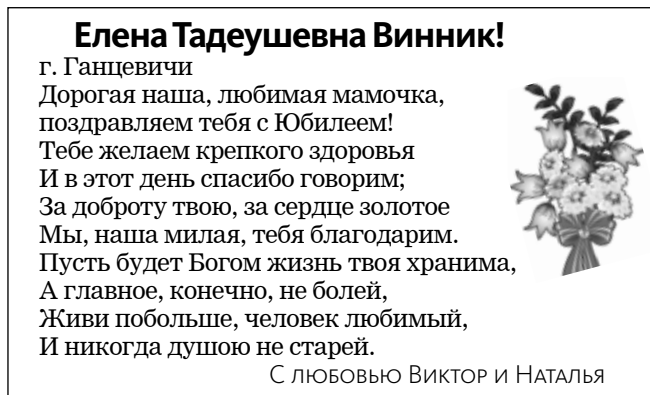 Елена Тадеушевна Винник!
г. Ганцевичи
Дорогая наша, любимая мамочка,
поздравляем тебя с Юбилеем!
Тебе желаем крепкого здоровья
И в этот день спасибо говорим;
За доброту твою, за сердце золотое
Мы, наша милая, тебя благодарим.
Пусть будет Богом жизнь твоя хранима,
А главное, конечно, не болей,
Живи побольше, человек любимый,
И никогда душою не старей.
С любовью Виктор и Наталья